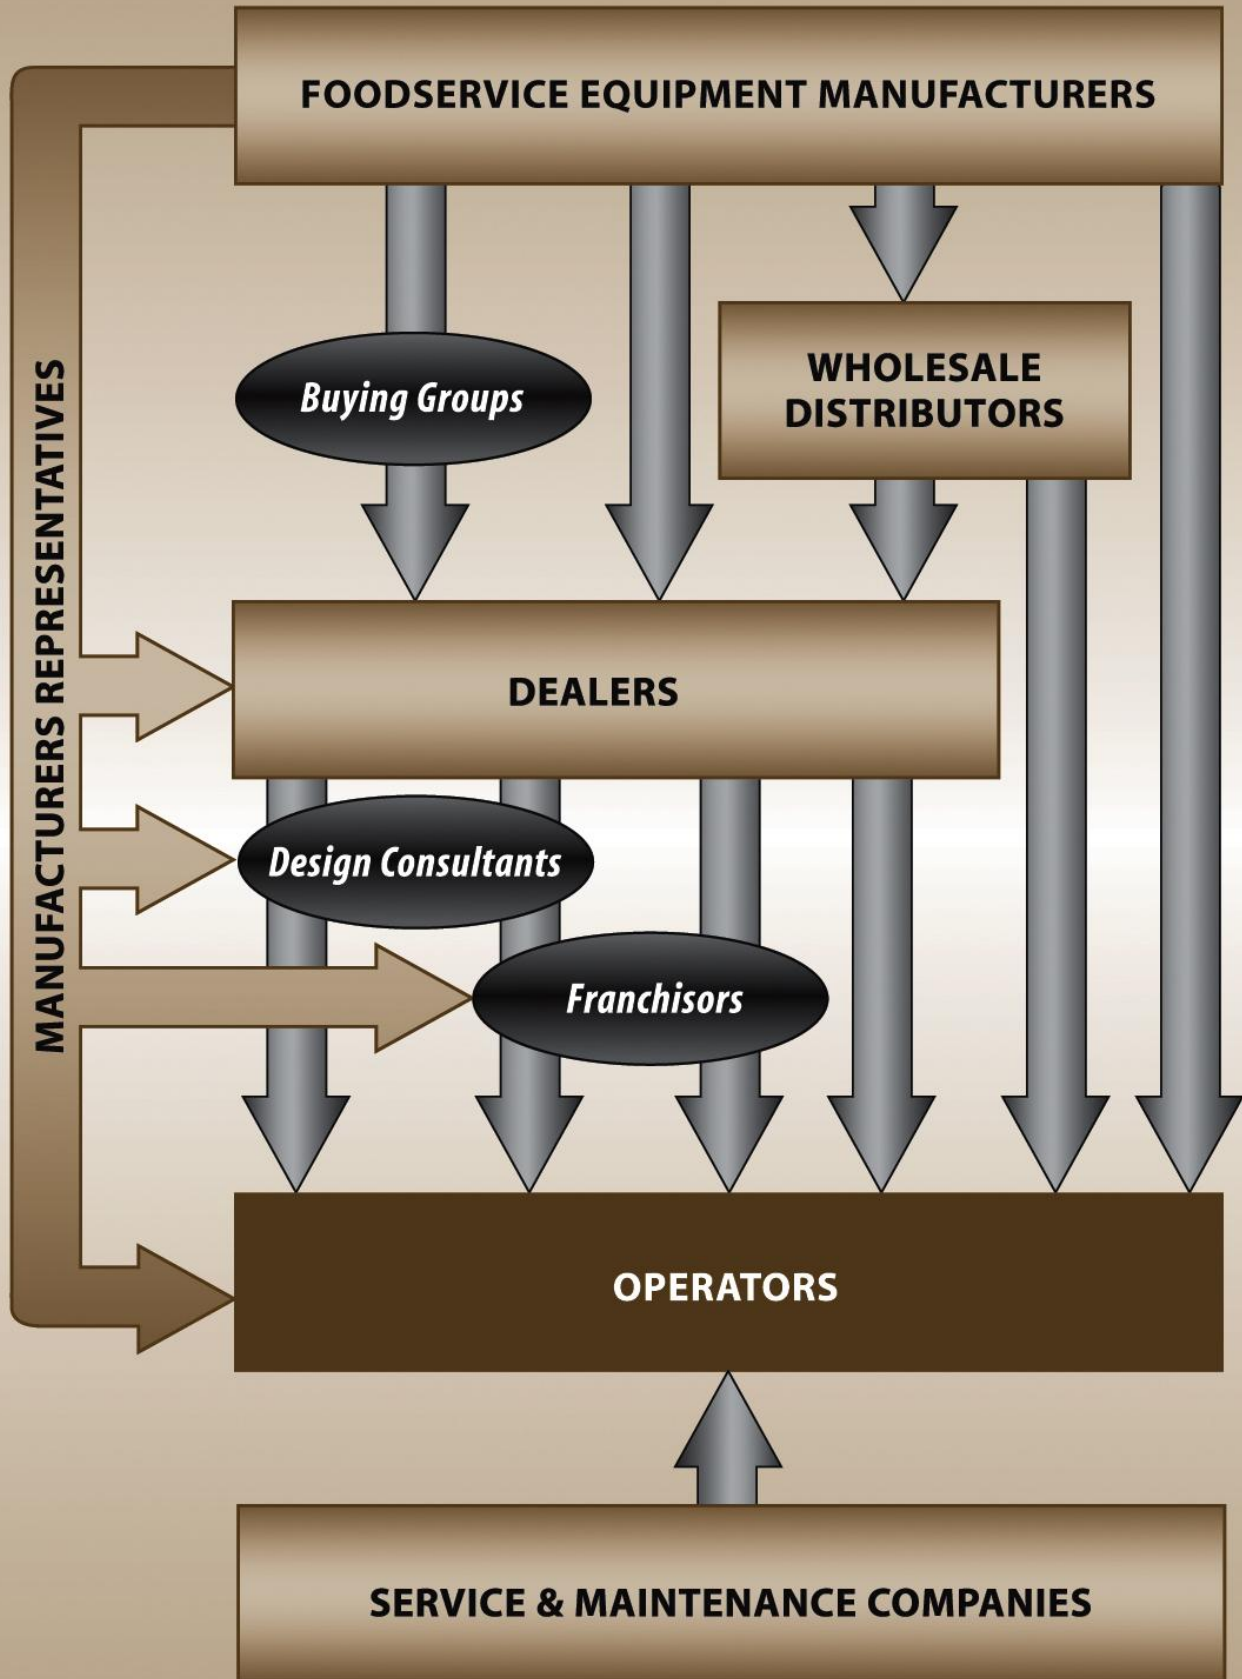 FOODSERVICE EQUIPMENT MANUFACTURERS
MANUFACTURERS REPRESENTATIVES
Buying Groups
WHOLESALE
DISTRIBUTORS
DEALERS
Design Consultants
Franchisors
OPERATORS
SERVICE & MAINTENANCE COMPANIES